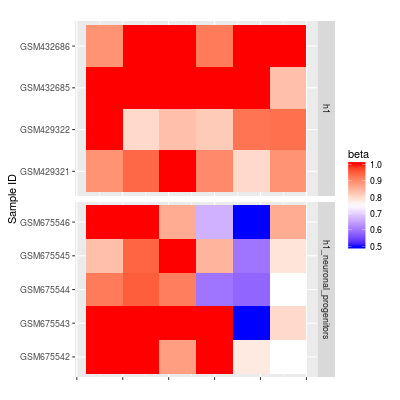 GSM432686
GSM432685
GSM429322
GSM429321
h1
GSM675546
GSM675545
GSM675544
GSM675543
GSM675542
h1_neuronal_progenitors
Sample ID
beta
1.0
0.9
0.8
0.7
0.6
0.5